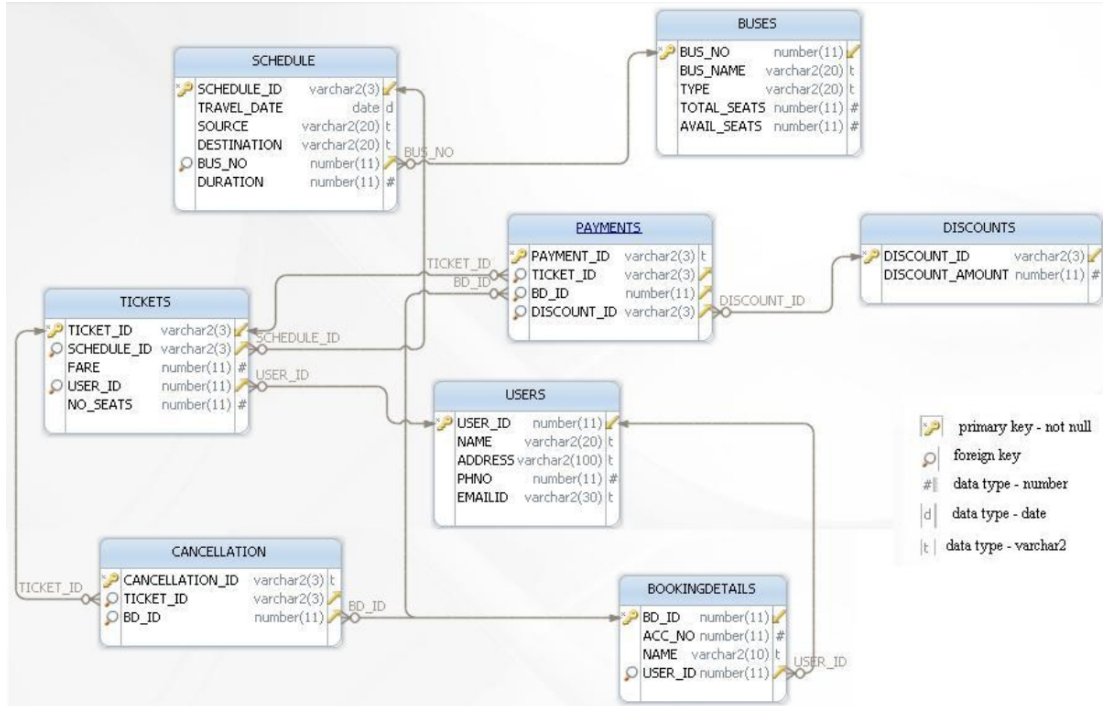 BUSES
BUS_NO number(11)
BUS_NAME varchar2(20) t
TYPE varchar2(20) t
TOTAL_SEATS number(11) #
AVAIL_SEATS number(11) #
SCHEDULE
SCHEDULE_ID varchar2(3)
TRAVEL_DATE date d
SOURCE varchar2(20) t
DESTINATION varchar2(20) t
BUS_NO number(11)
DURATION number(11) #
BUS_NO
PAYMENTS
PAYMENT_ID varchar2(3) t
TICKET_ID varchar2(3)
BD_ID number(11)
DISCOUNT_ID varchar2(3)
TICKET_ID
BD_ID
DISCOUNT_ID
DISCOUNTS
DISCOUNT_ID varchar2(3)
DISCOUNT_AMOUNT number(11) #
TICKETS
TICKET_ID varchar2(3)
SCHEDULE_ID varchar2(3)
FARE number(11) #
USER_ID number(11)
NO_SEATS number(11) #
SCHEDULE_ID
USER_ID
USERS
USER_ID number(11)
NAME varchar2(20) t
ADDRESS varchar2(100) t
PHNO number(11) #
EMAILID varchar2(30) t
primary key - not null
foreign key
# data type - number
d data type - date
t data type - varchar2
CANCELLATION
CANCELLATION_ID varchar2(3) t
TICKET_ID varchar2(3)
BD_ID number(11)
TICKET_ID
BD_ID
BOOKINGDETAILS
BD_ID number(11)
ACC_NO number(11) #
NAME varchar2(10) t
USER_ID number(11)
USER_ID